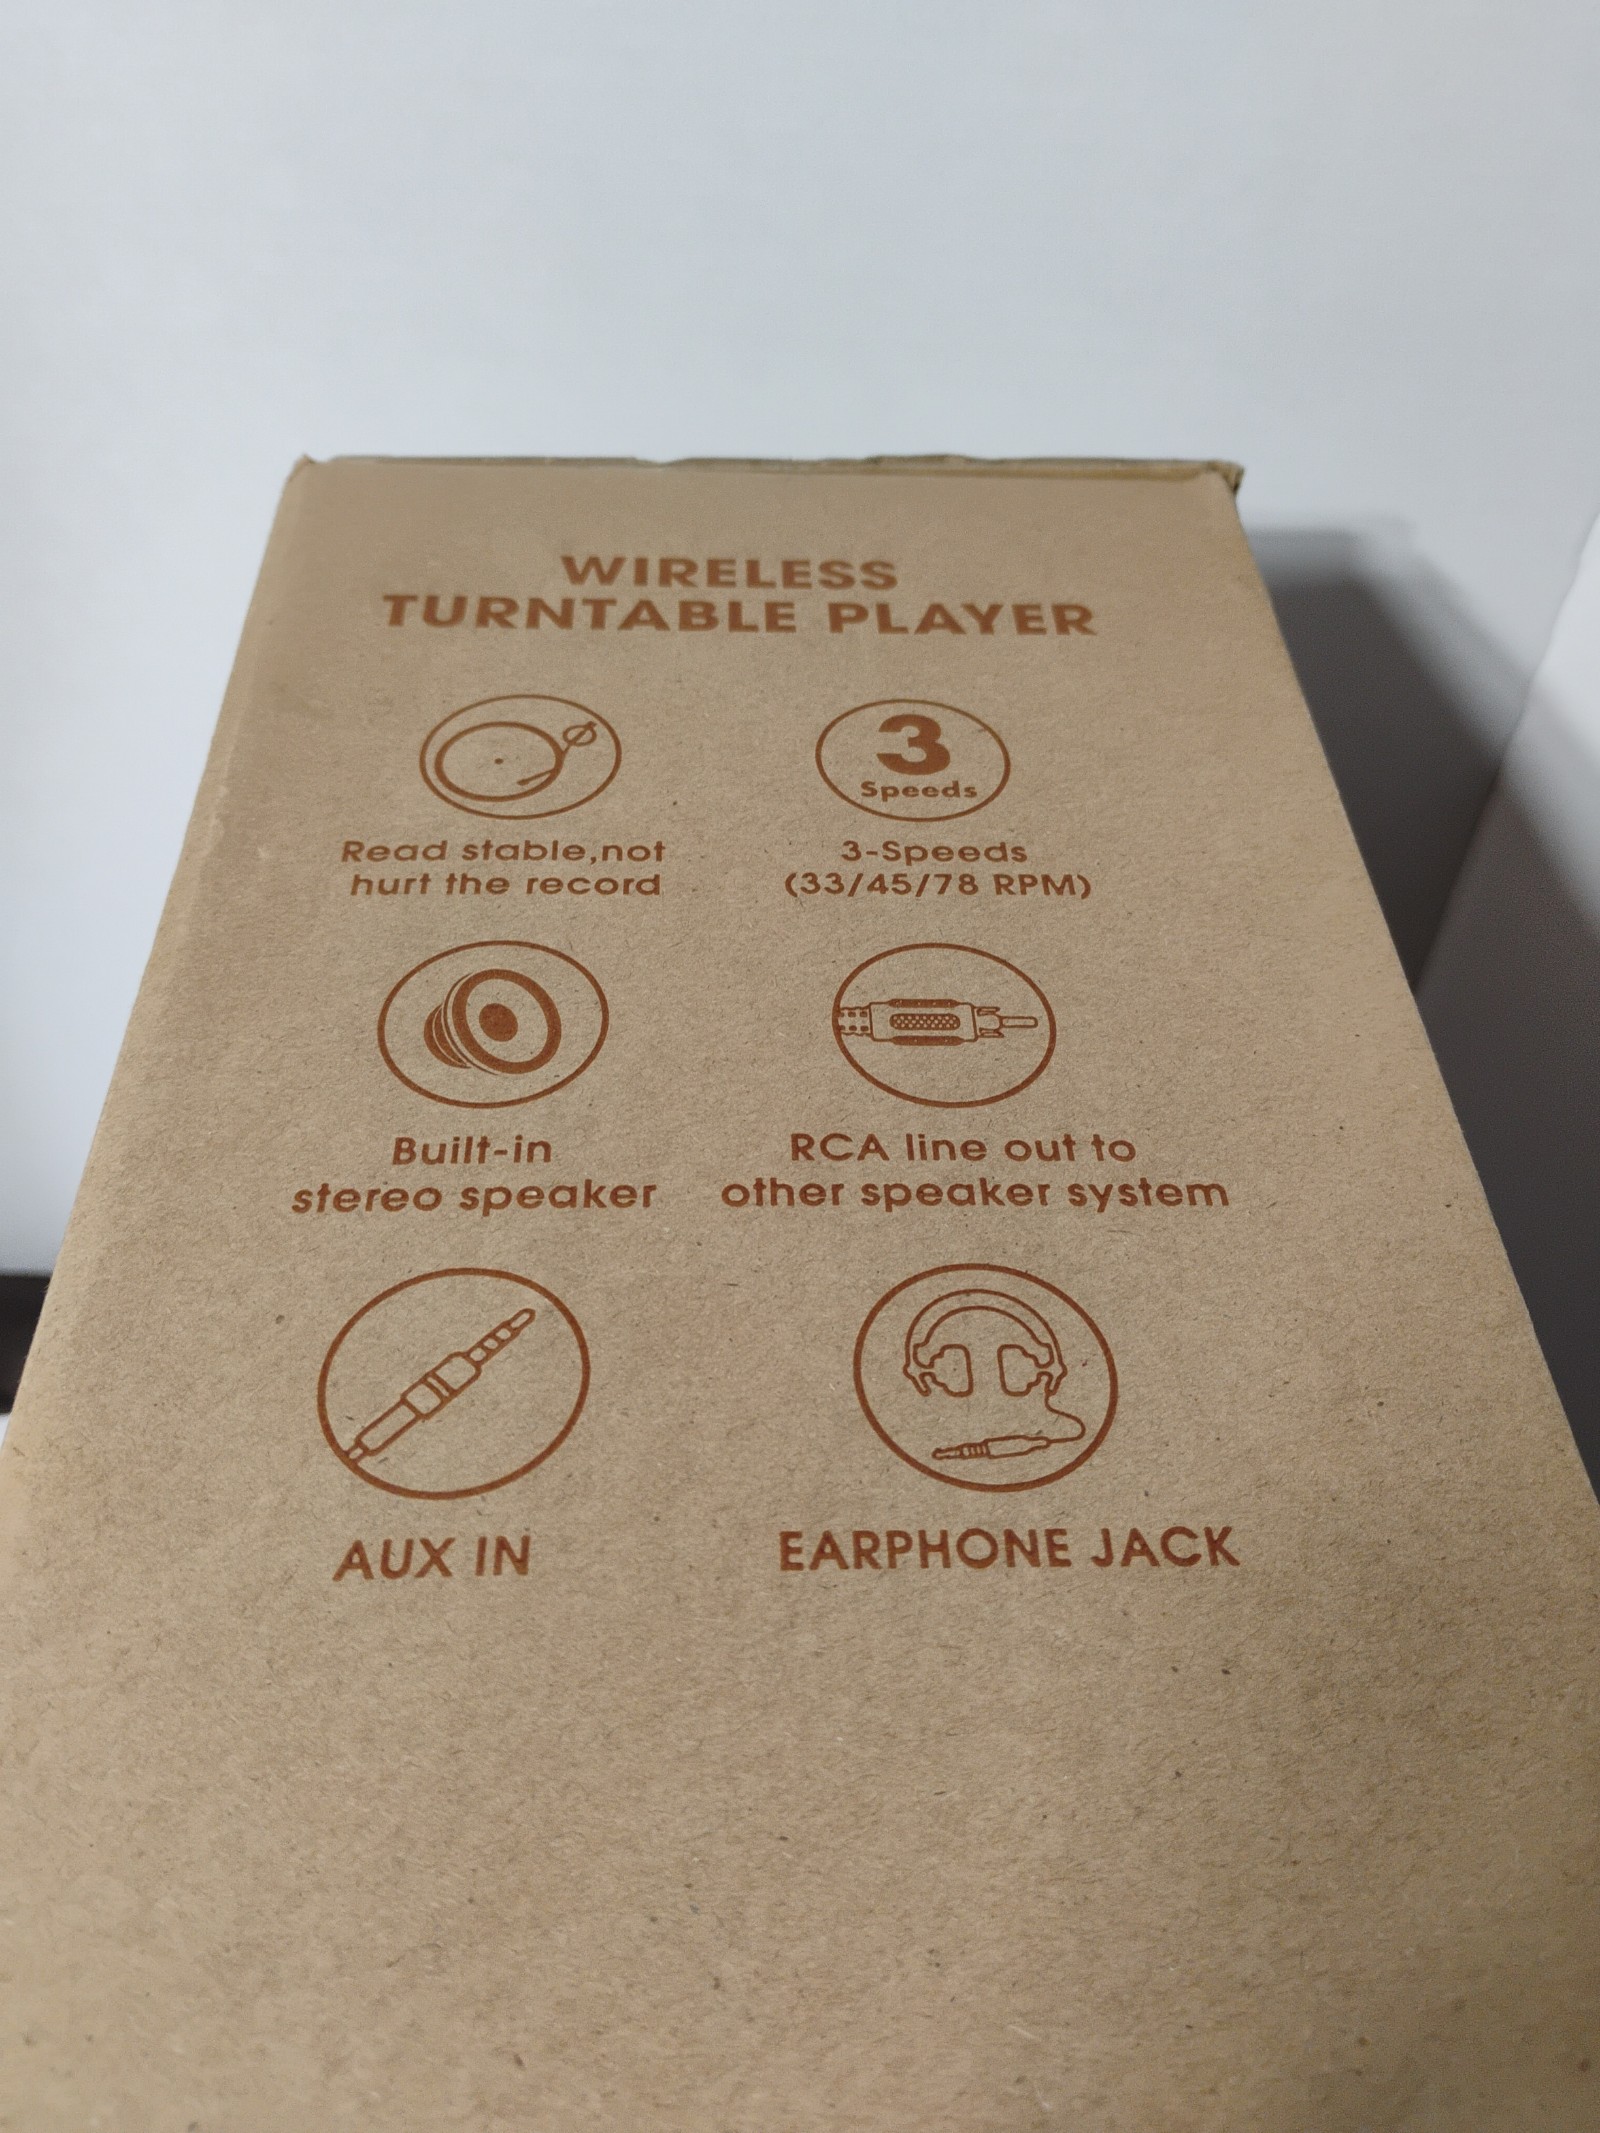 WIRELESS
TURNTABLE PLAYER
3
Speeds
Read stable,not
hurt the record
3-Speeds
(33/45/78 RPM)
Built-in
stereo speaker
RCA line out to
other speaker system
AUX IN
EARPHONE JACK